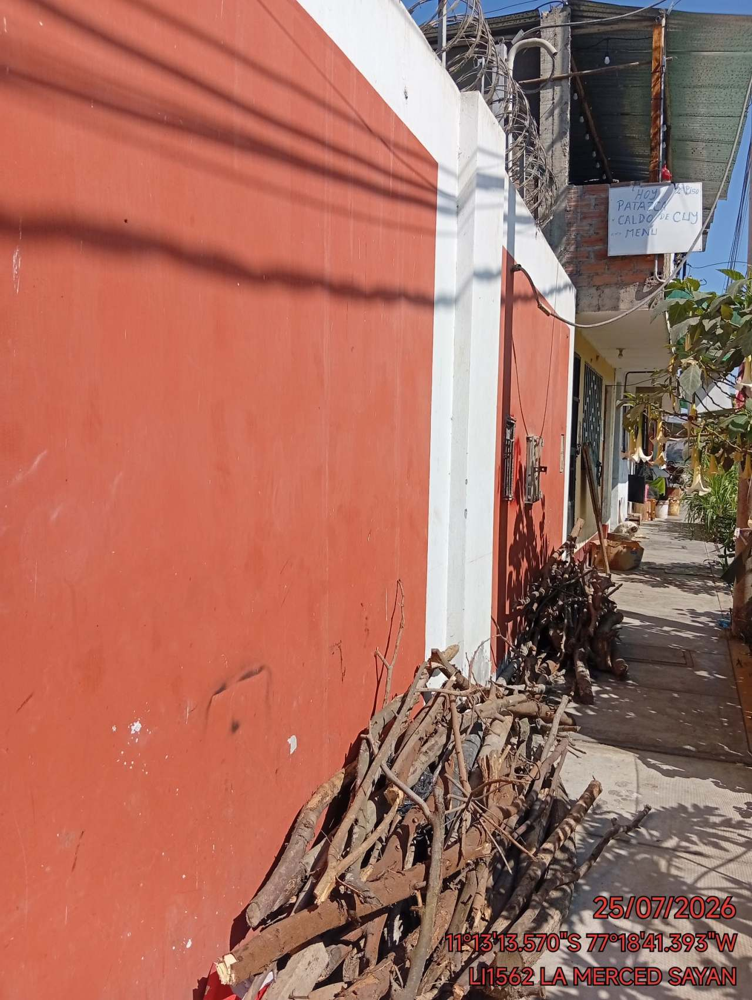 HOY 2° Piso
PATAZCA
CALDO DE CUY
MENU
25/07/2026
11°13'13.570"S 77°18'41.393"W
LI1562 LA MERCED SAYAN